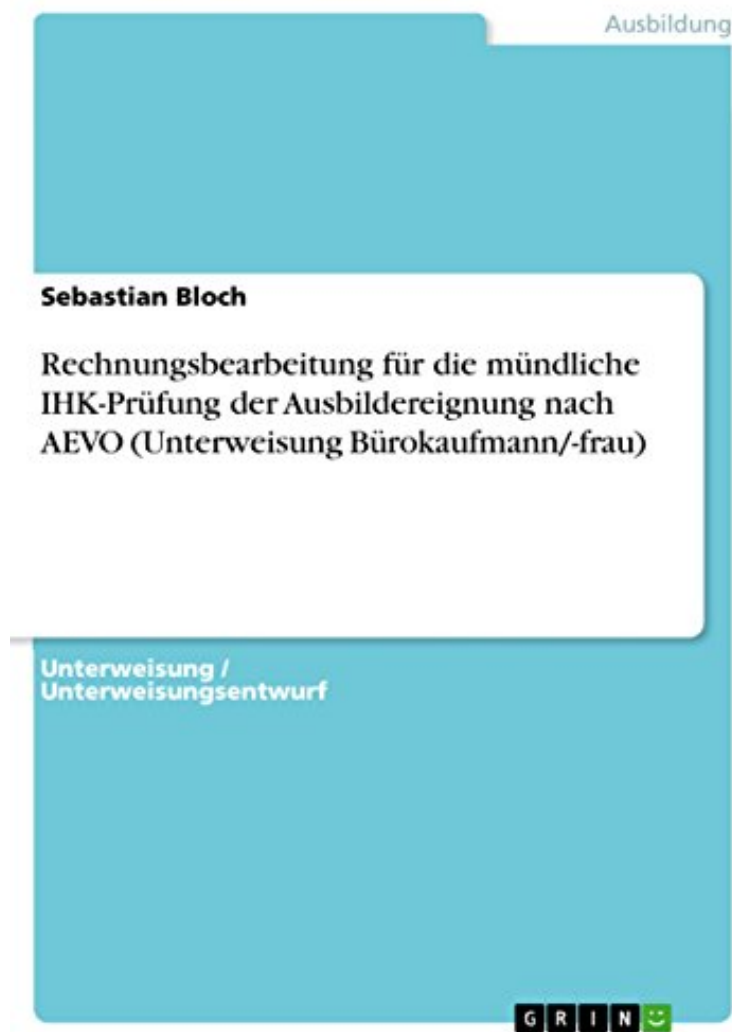 Ausbildung
Sebastian Bloch
Rechnungsbearbeitung für die mündliche
IHK-Prüfung der Ausbildereignung nach
AEVO (Unterweisung Bürokaufmann/-frau)
Unterweisung /
Unterweisungsentwurf
GRIN